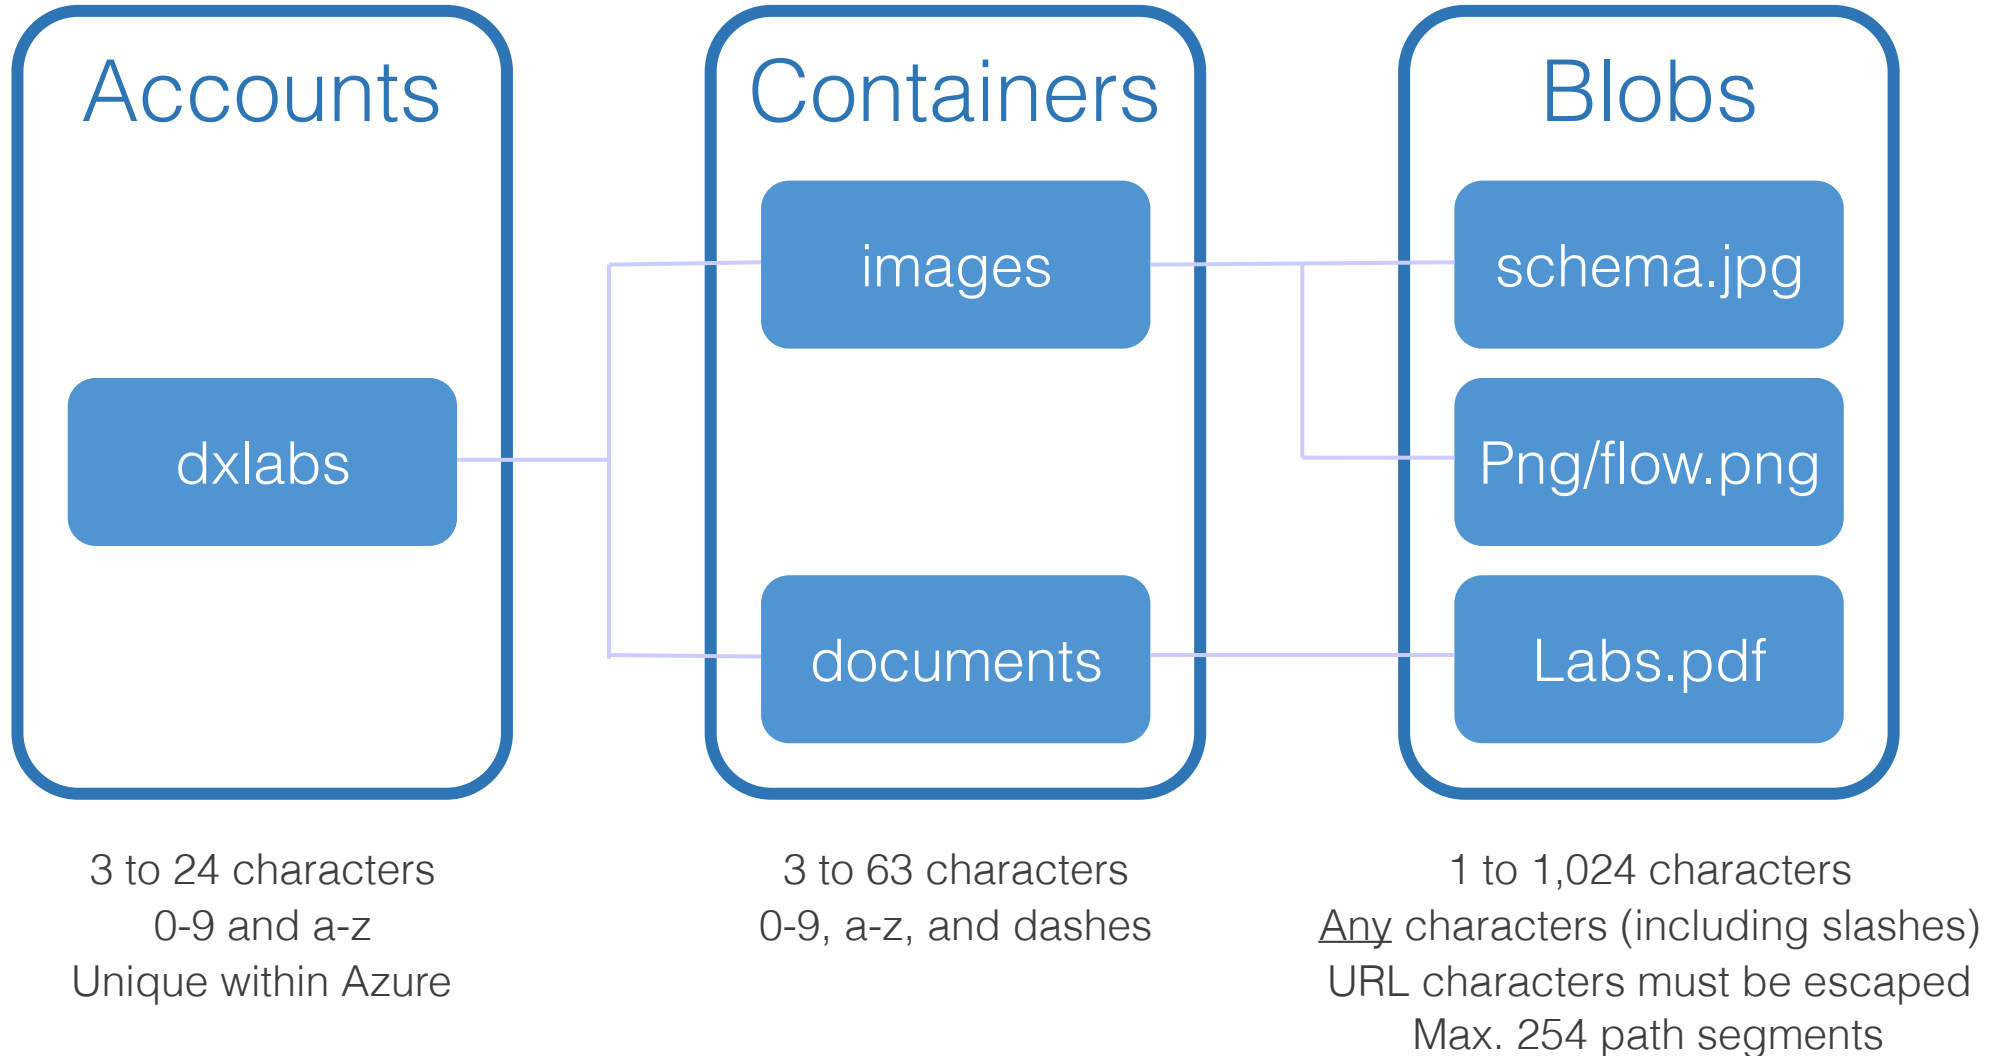 Accounts
dxlabs
3 to 24 characters
0-9 and a-z
Unique within Azure
Containers
images
documents
3 to 63 characters
0-9, a-z, and dashes
Blobs
schema.jpg
Png/flow.png
Labs.pdf
1 to 1,024 characters
Any characters (including slashes)
URL characters must be escaped
Max. 254 path segments